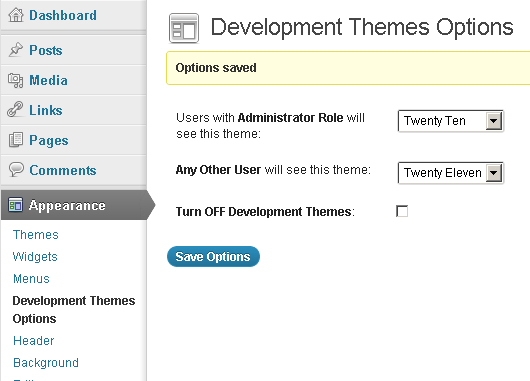 Dashboard
Posts
Media
Links
Pages
Comments
Appearance
Themes
Widgets
Menus
Development Themes
Options
Header
Background
Development Themes Options
Options saved
Users with Administrator Role will
see this theme:
Twenty Ten
Any Other User will see this theme:
Twenty Eleven
Turn OFF Development Themes:
Save Options